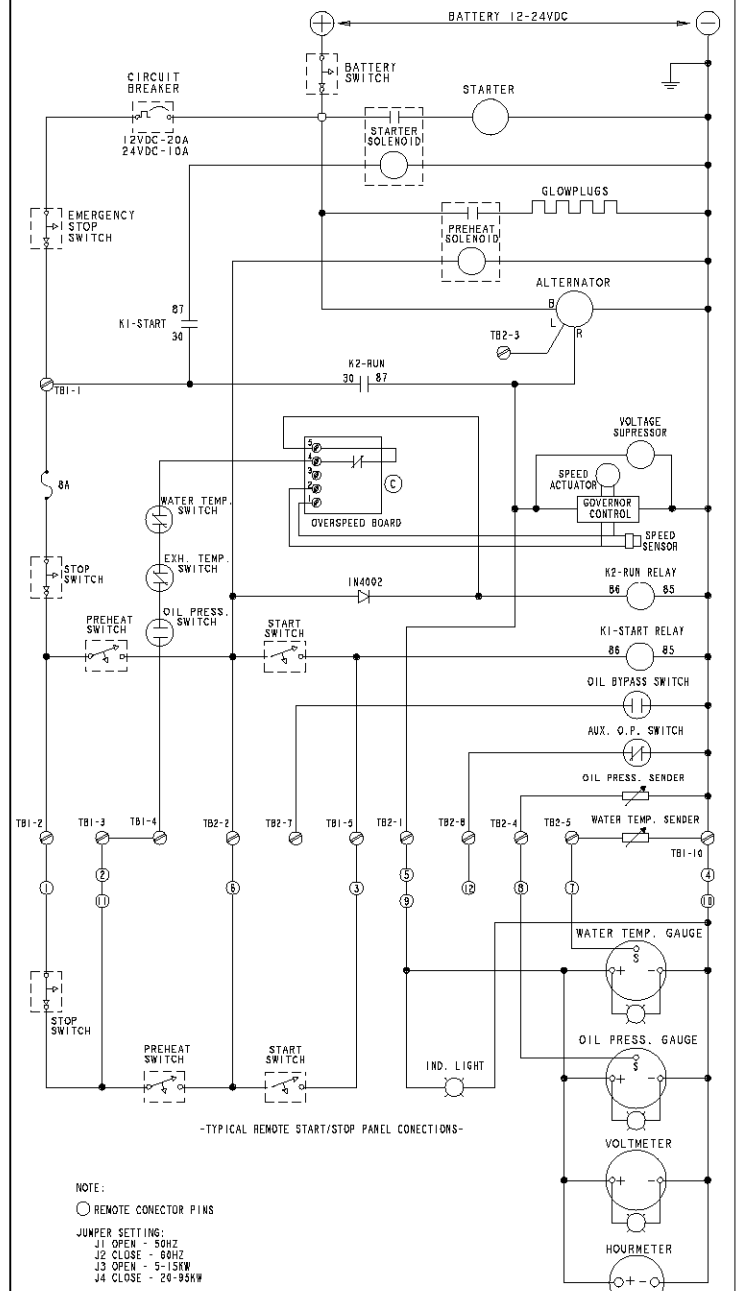 BATTERY 12-24VDC
+
-
BATTERY
SWITCH
CIRCUIT
BREAKER
12VDC-20A
24VDC-10A
STARTER
STARTER
SOLENOID
EMERGENCY
STOP
SWITCH
GLOWPLUGS
PREHEAT
SOLENOID
ALTERNATOR
B
L
R
TB2-3
87
K1-START
30
K2-RUN
30
87
TB1-1
8A
5
4
3
2
1
C
OVERSPEED BOARD
VOLTAGE
SUPRESSOR
SPEED
ACTUATOR
GOVERNOR
CONTROL
SPEED
SENSOR
WATER TEMP.
SWITCH
EXH. TEMP.
SWITCH
OIL PRESS.
SWITCH
STOP
SWITCH
1N4002
K2-RUN RELAY
86
85
PREHEAT
SWITCH
START
SWITCH
K1-START RELAY
86
85
OIL BYPASS SWITCH
AUX. O.P. SWITCH
OIL PRESS. SENDER
WATER TEMP. SENDER
TB1-2
TB1-3
TB1-4
TB2-2
TB2-7
TB1-5
TB2-1
TB2-8
TB2-4
TB2-5
TB1-10
1
2
11
6
3
5
9
12
8
7
4
10
WATER TEMP. GAUGE
S
+
-
STOP
SWITCH
PREHEAT
SWITCH
START
SWITCH
IND. LIGHT
OIL PRESS. GAUGE
S
+
-
-TYPICAL REMOTE START/STOP PANEL CONECTIONS-
VOLTMETER
+
-
HOURMETER
+
-
NOTE:
REMOTE CONECTOR PINS
JUMPER SETTING:
J1 OPEN - 50HZ
J2 CLOSE - 60HZ
J3 OPEN - 5-15KW
J4 CLOSE - 20-95KW